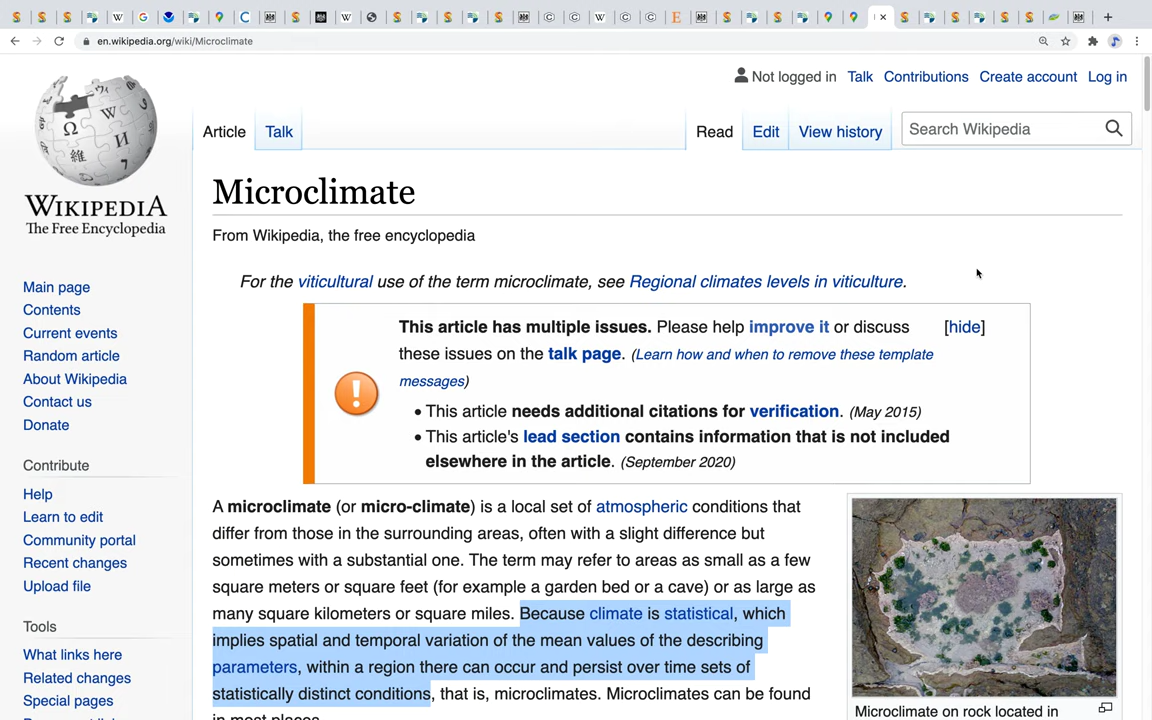 en.wikipedia.org/wiki/Microclimate
Not logged in Talk Contributions Create account Log in
Article Talk Read Edit View history Search Wikipedia
WIKIPEDIA
The Free Encyclopedia
Main page
Contents
Current events
Random article
About Wikipedia
Contact us
Donate
Contribute
Help
Learn to edit
Community portal
Recent changes
Upload file
Tools
What links here
Related changes
Special pages
Microclimate
From Wikipedia, the free encyclopedia
For the viticultural use of the term microclimate, see Regional climates levels in viticulture.
This article has multiple issues. Please help improve it or discuss [hide]
these issues on the talk page. (Learn how and when to remove these template
messages)
• This article needs additional citations for verification. (May 2015)
• This article's lead section contains information that is not included
elsewhere in the article. (September 2020)
A microclimate (or micro-climate) is a local set of atmospheric conditions that
differ from those in the surrounding areas, often with a slight difference but
sometimes with a substantial one. The term may refer to areas as small as a few
square meters or square feet (for example a garden bed or a cave) or as large as
many square kilometers or square miles. Because climate is statistical, which
implies spatial and temporal variation of the mean values of the describing
parameters, within a region there can occur and persist over time sets of
statistically distinct conditions, that is, microclimates. Microclimates can be found
in most places.
Microclimate on rock located in